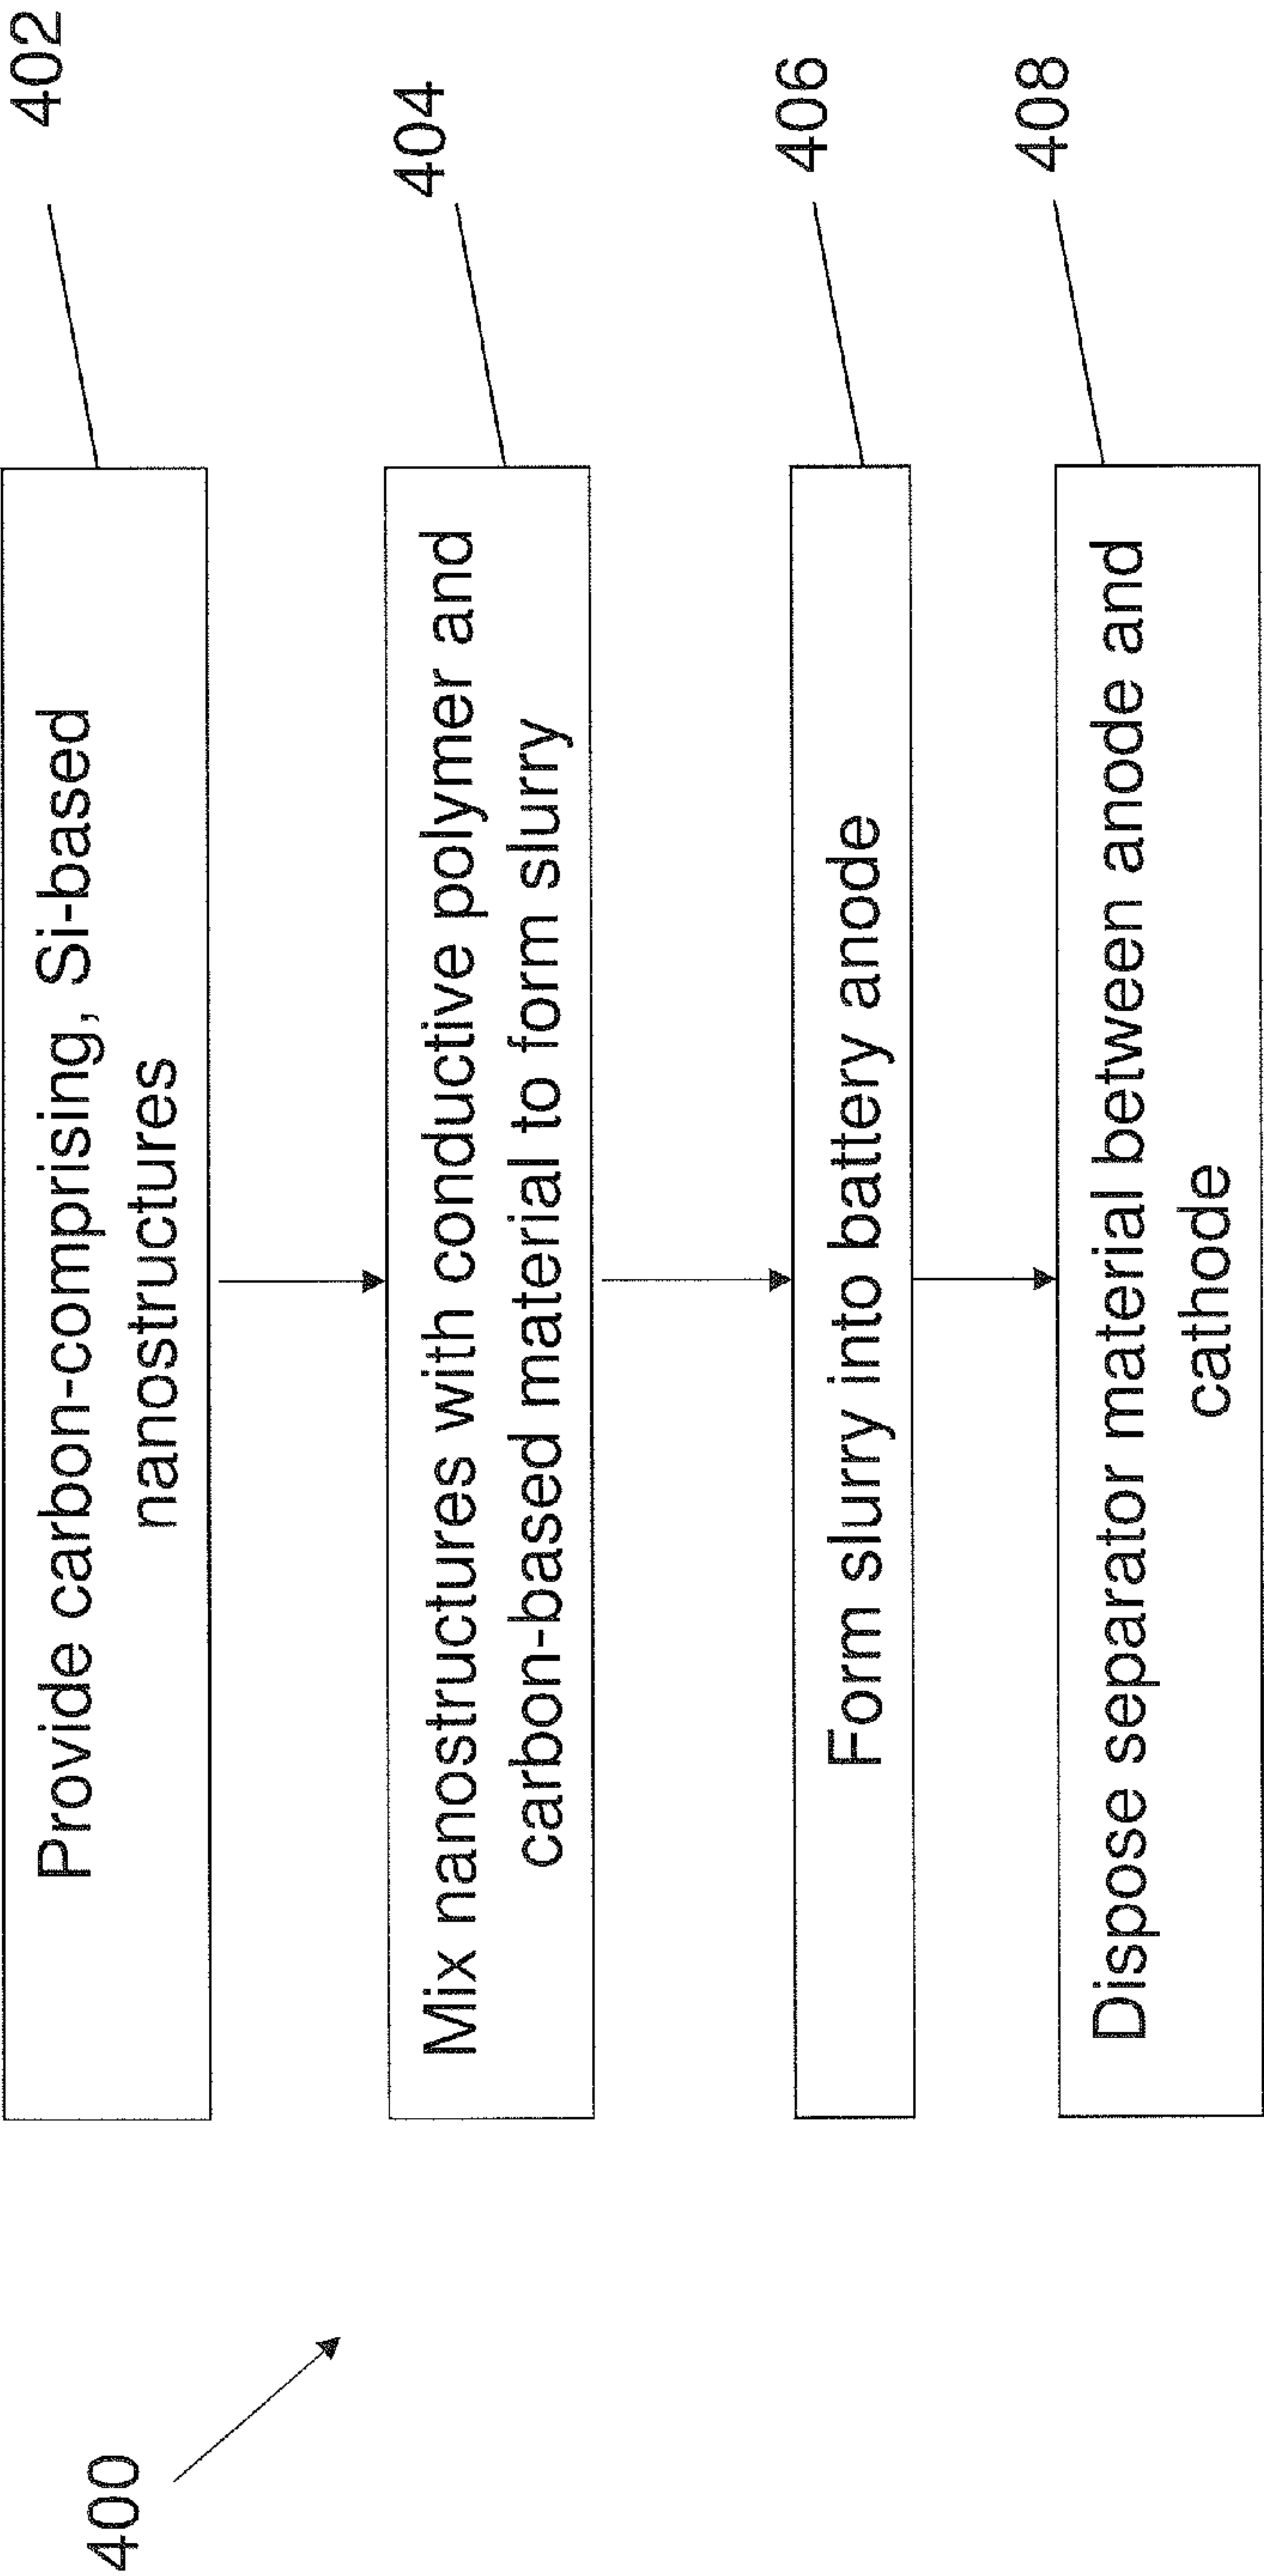 400
Provide carbon-comprising, Si-based
nanostructures
402
Mix nanostructures with conductive polymer and
carbon-based material to form slurry
404
Form slurry into battery anode
406
Dispose separator material between anode and
cathode
408